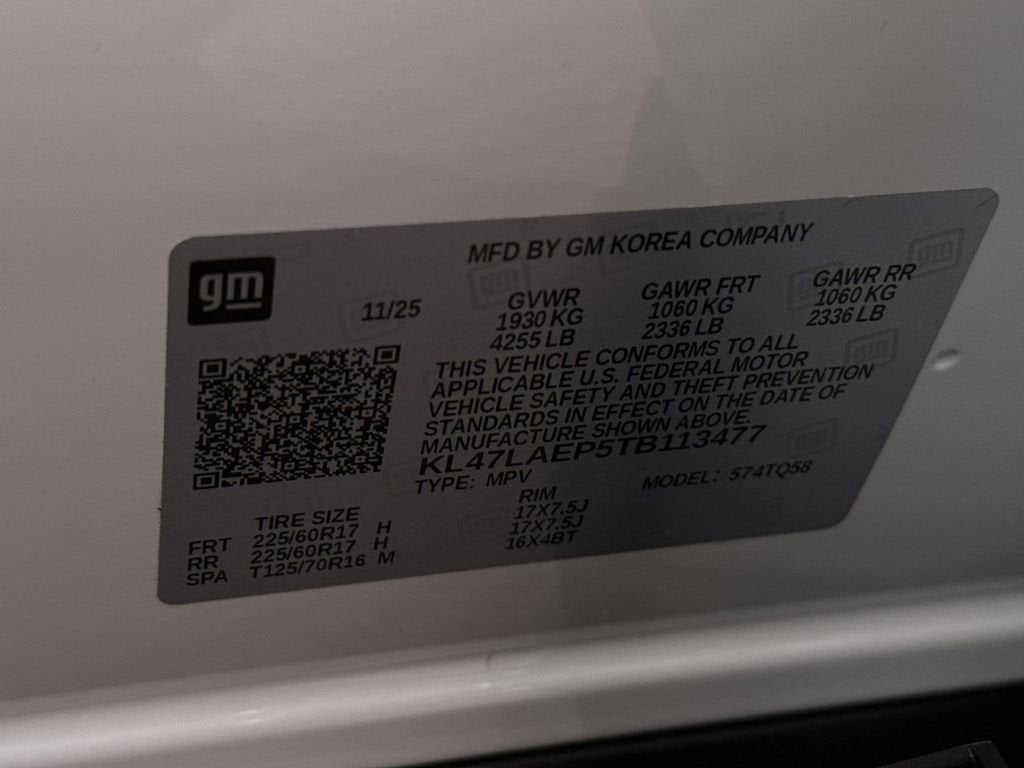 MFD BY GM KOREA COMPANY
gm
11/25 GVWR GAWR FRT GAWR RR
1930 KG 1060 KG 1060 KG
4255 LB 2336 LB 2336 LB
THIS VEHICLE CONFORMS TO ALL
APPLICABLE U.S. FEDERAL MOTOR
VEHICLE SAFETY AND THEFT PREVENTION
STANDARDS IN EFFECT ON THE DATE OF
MANUFACTURE SHOWN ABOVE.
KL47LAEP5TB113477
TYPE: MPV MODEL: 574TQ58
TIRE SIZE RIM
FRT 225/60R17 H 17X7.5J
RR 225/60R17 H 17X7.5J
SPA T125/70R16 M 16X4BT